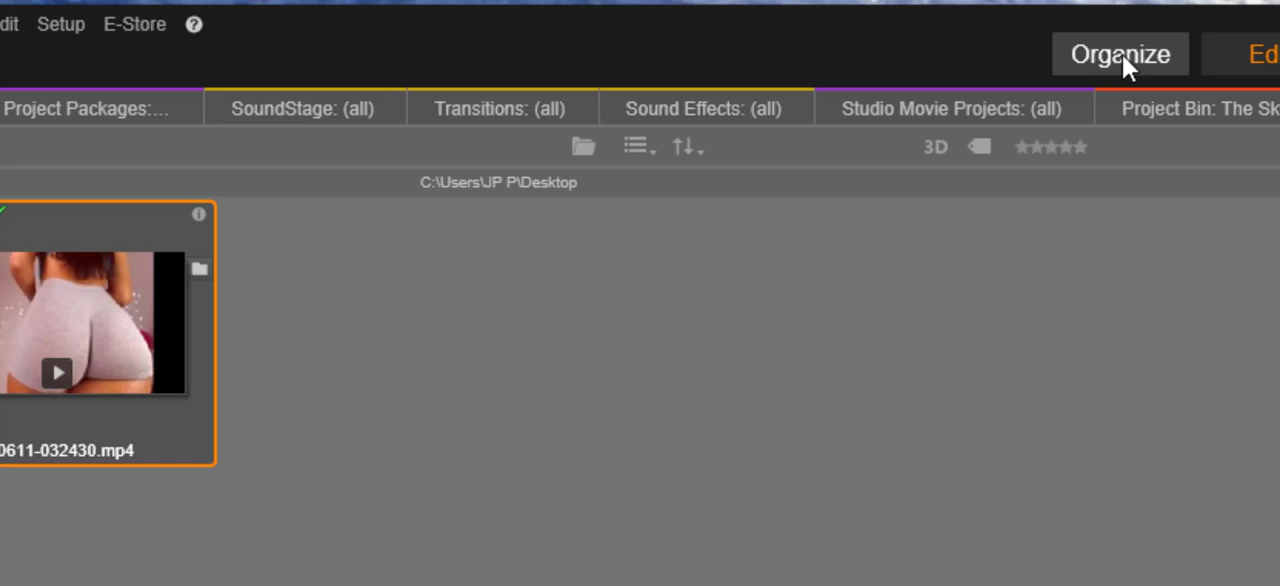 dit Setup E-Store ?
Organize Ed
Project Packages:.... SoundStage: (all) Transitions: (all) Sound Effects: (all) Studio Movie Projects: (all) Project Bin: The Sk
3D
C:\Users\JP P\Desktop
0611-032430.mp4